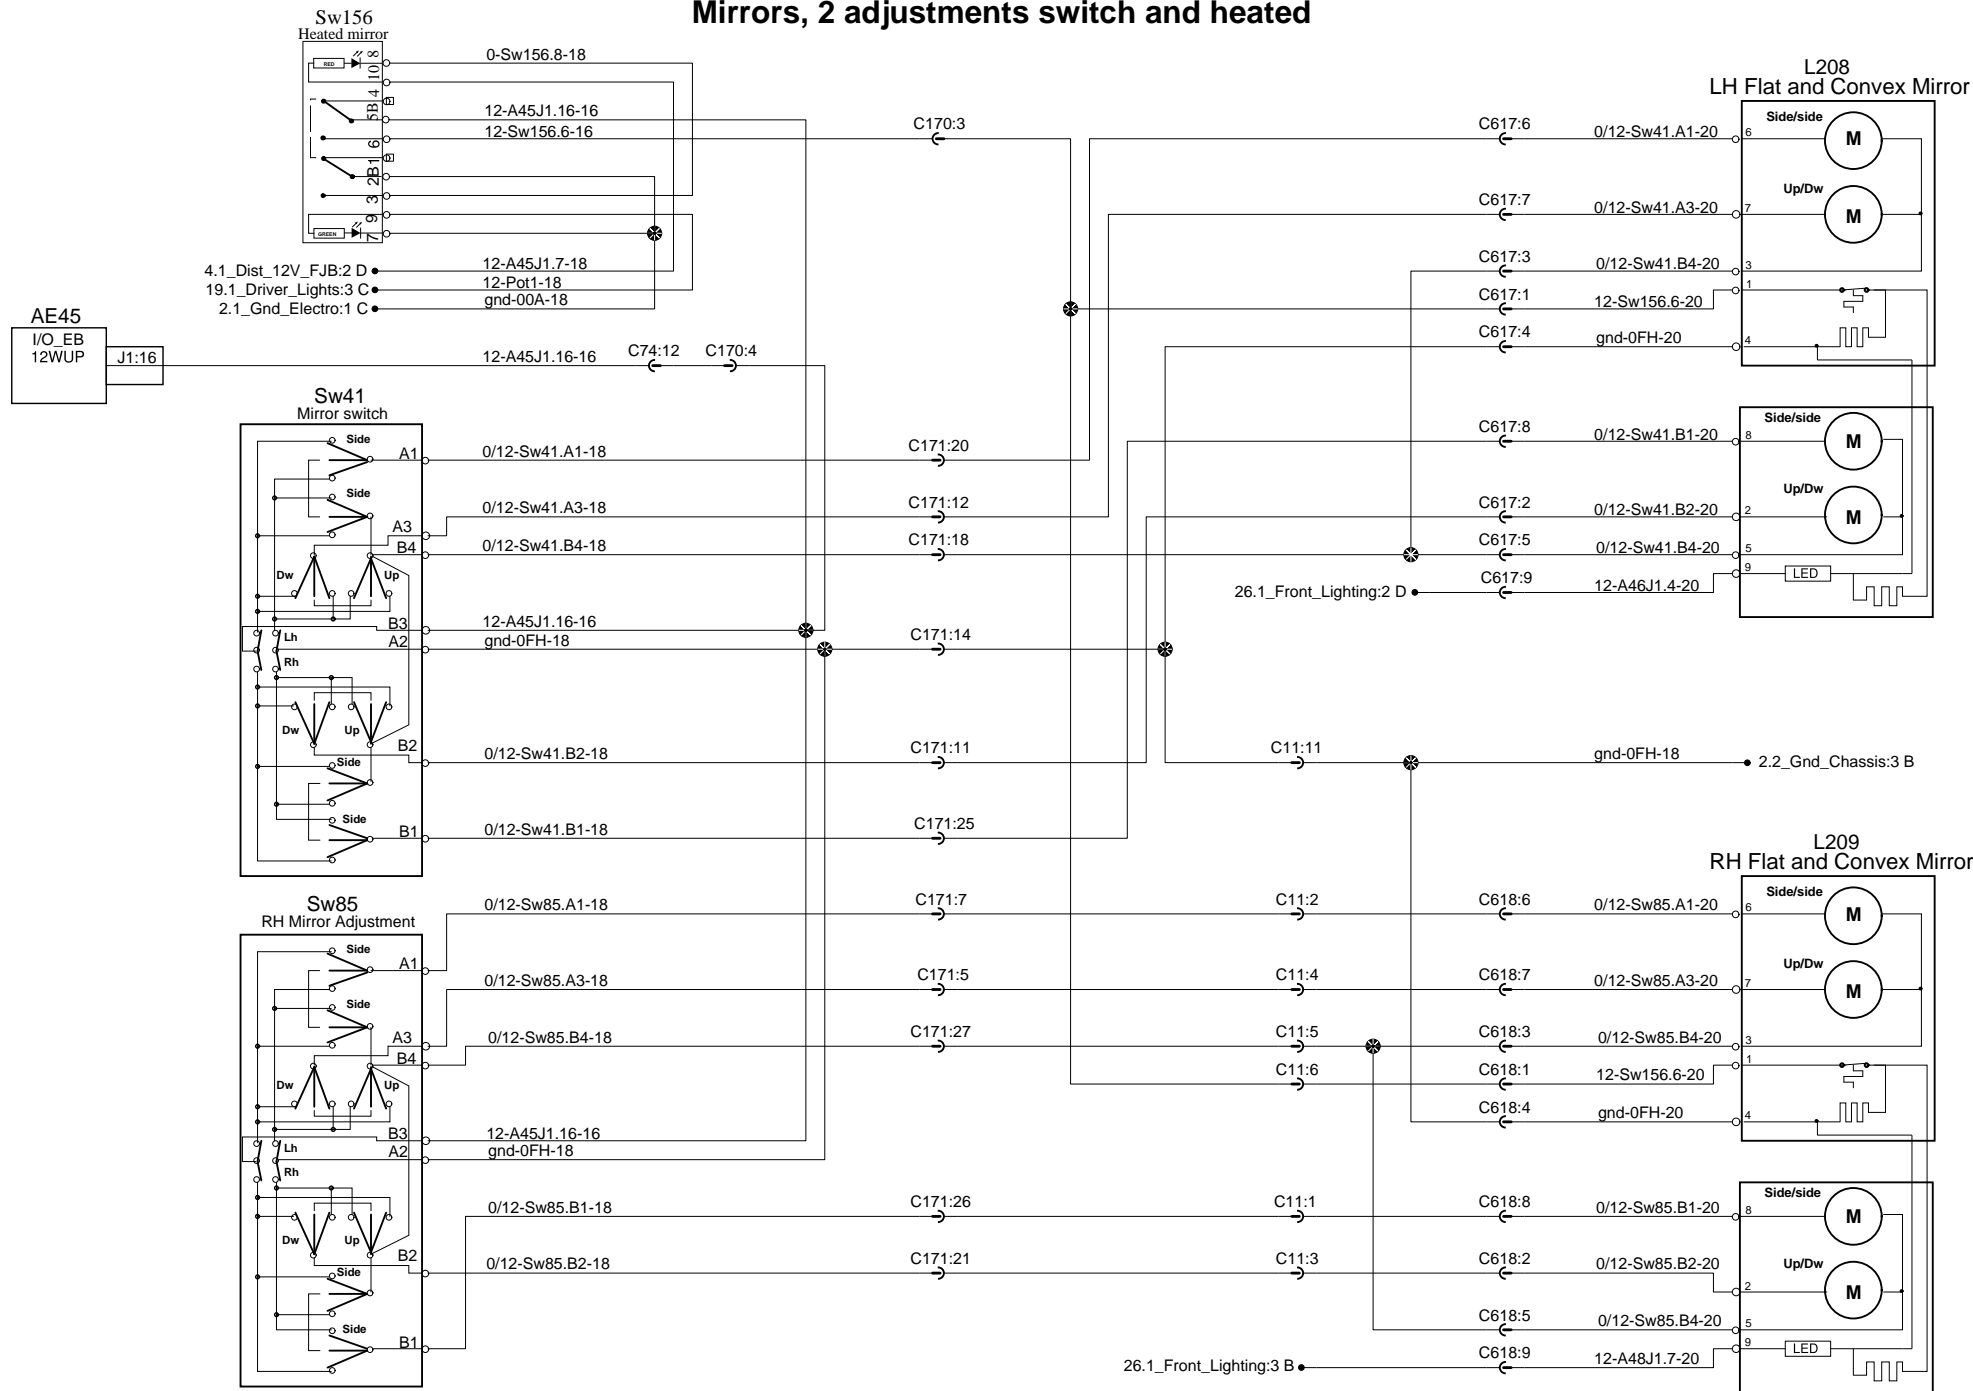 Mirrors, 2 adjustments switch and heated
Sw156
Heated mirror
RED
8
10
4
5B
6
1
2B
3
9
7
GREEN
0-Sw156.8-18
12-A45J1.16-16
12-Sw156.6-16
C170:3
4.1_Dist_12V_FJB:2 D
12-A45J1.7-18
19.1_Driver_Lights:3 C
12-Pot1-18
2.1_Gnd_Electro:1 C
gnd-00A-18
AE45
I/O_EB
12WUP
J1:16
12-A45J1.16-16
C74:12
C170:4
L208
LH Flat and Convex Mirror
C617:6
0/12-Sw41.A1-20
6
Side/side
M
C617:7
0/12-Sw41.A3-20
7
Up/Dw
M
C617:3
0/12-Sw41.B4-20
3
C617:1
12-Sw156.6-20
1
C617:4
gnd-0FH-20
4
C617:8
0/12-Sw41.B1-20
8
Side/side
M
C617:2
0/12-Sw41.B2-20
2
Up/Dw
M
C617:5
0/12-Sw41.B4-20
5
26.1_Front_Lighting:2 D
C617:9
12-A46J1.4-20
9
LED
Sw41
Mirror switch
Side
A1
0/12-Sw41.A1-18
C171:20
Side
A3
0/12-Sw41.A3-18
C171:12
B4
0/12-Sw41.B4-18
C171:18
Dw
Up
B3
12-A45J1.16-16
Lh
A2
gnd-0FH-18
C171:14
Rh
Dw
Up
B2
0/12-Sw41.B2-18
C171:11
Side
Side
B1
0/12-Sw41.B1-18
C171:25
C11:11
gnd-0FH-18
2.2_Gnd_Chassis:3 B
Sw85
RH Mirror Adjustment
Side
A1
0/12-Sw85.A1-18
C171:7
C11:2
Side
A3
0/12-Sw85.A3-18
C171:5
C11:4
B4
0/12-Sw85.B4-18
C171:27
C11:5
C11:6
Dw
Up
B3
12-A45J1.16-16
Lh
A2
gnd-0FH-18
Rh
Dw
Up
0/12-Sw85.B1-18
C171:26
C11:1
B2
0/12-Sw85.B2-18
C171:21
C11:3
Side
Side
B1
L209
RH Flat and Convex Mirror
C618:6
0/12-Sw85.A1-20
6
Side/side
M
C618:7
0/12-Sw85.A3-20
7
Up/Dw
M
C618:3
0/12-Sw85.B4-20
3
C618:1
12-Sw156.6-20
1
C618:4
gnd-0FH-20
4
C618:8
0/12-Sw85.B1-20
8
Side/side
M
C618:2
0/12-Sw85.B2-20
2
Up/Dw
M
C618:5
0/12-Sw85.B4-20
5
26.1_Front_Lighting:3 B
C618:9
12-A48J1.7-20
9
LED